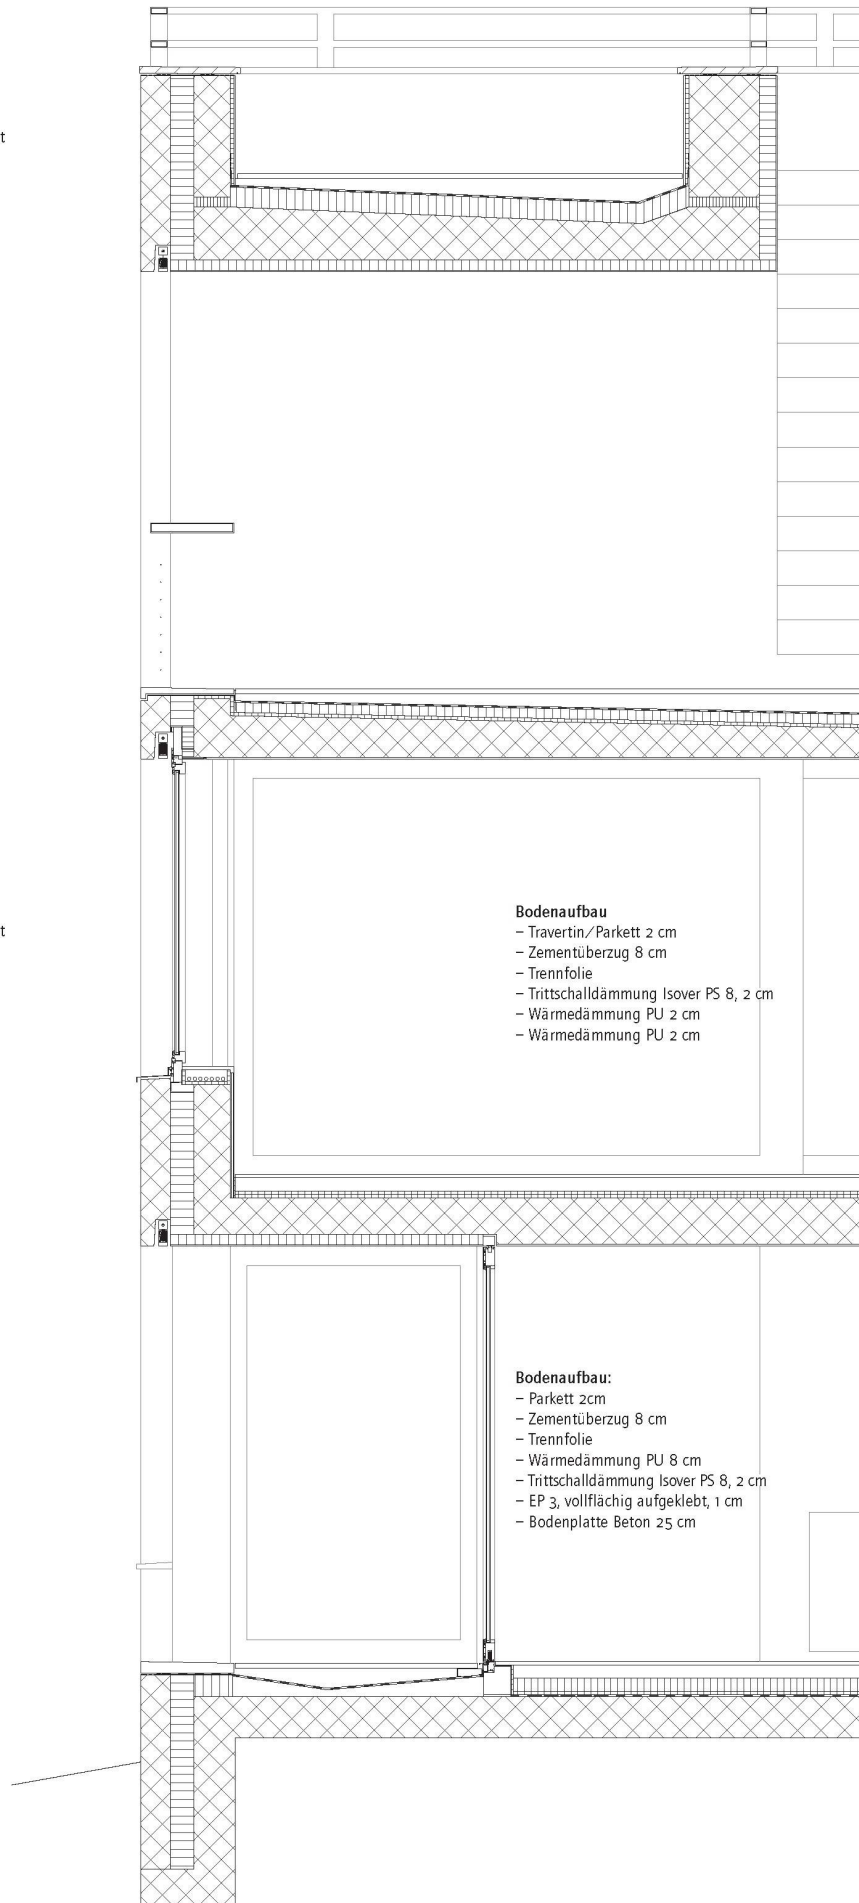 t
t
Bodenaufbau
– Travertin/Parkett 2 cm
– Zementüberzug 8 cm
– Trennfolie
– Trittschalldämmung Isover PS 8, 2 cm
– Wärmedämmung PU 2 cm
– Wärmedämmung PU 2 cm
Bodenaufbau:
– Parkett 2cm
– Zementüberzug 8 cm
– Trennfolie
– Wärmedämmung PU 8 cm
– Trittschalldämmung Isover PS 8, 2 cm
– EP 3, vollflächig aufgeklebt, 1 cm
– Bodenplatte Beton 25 cm